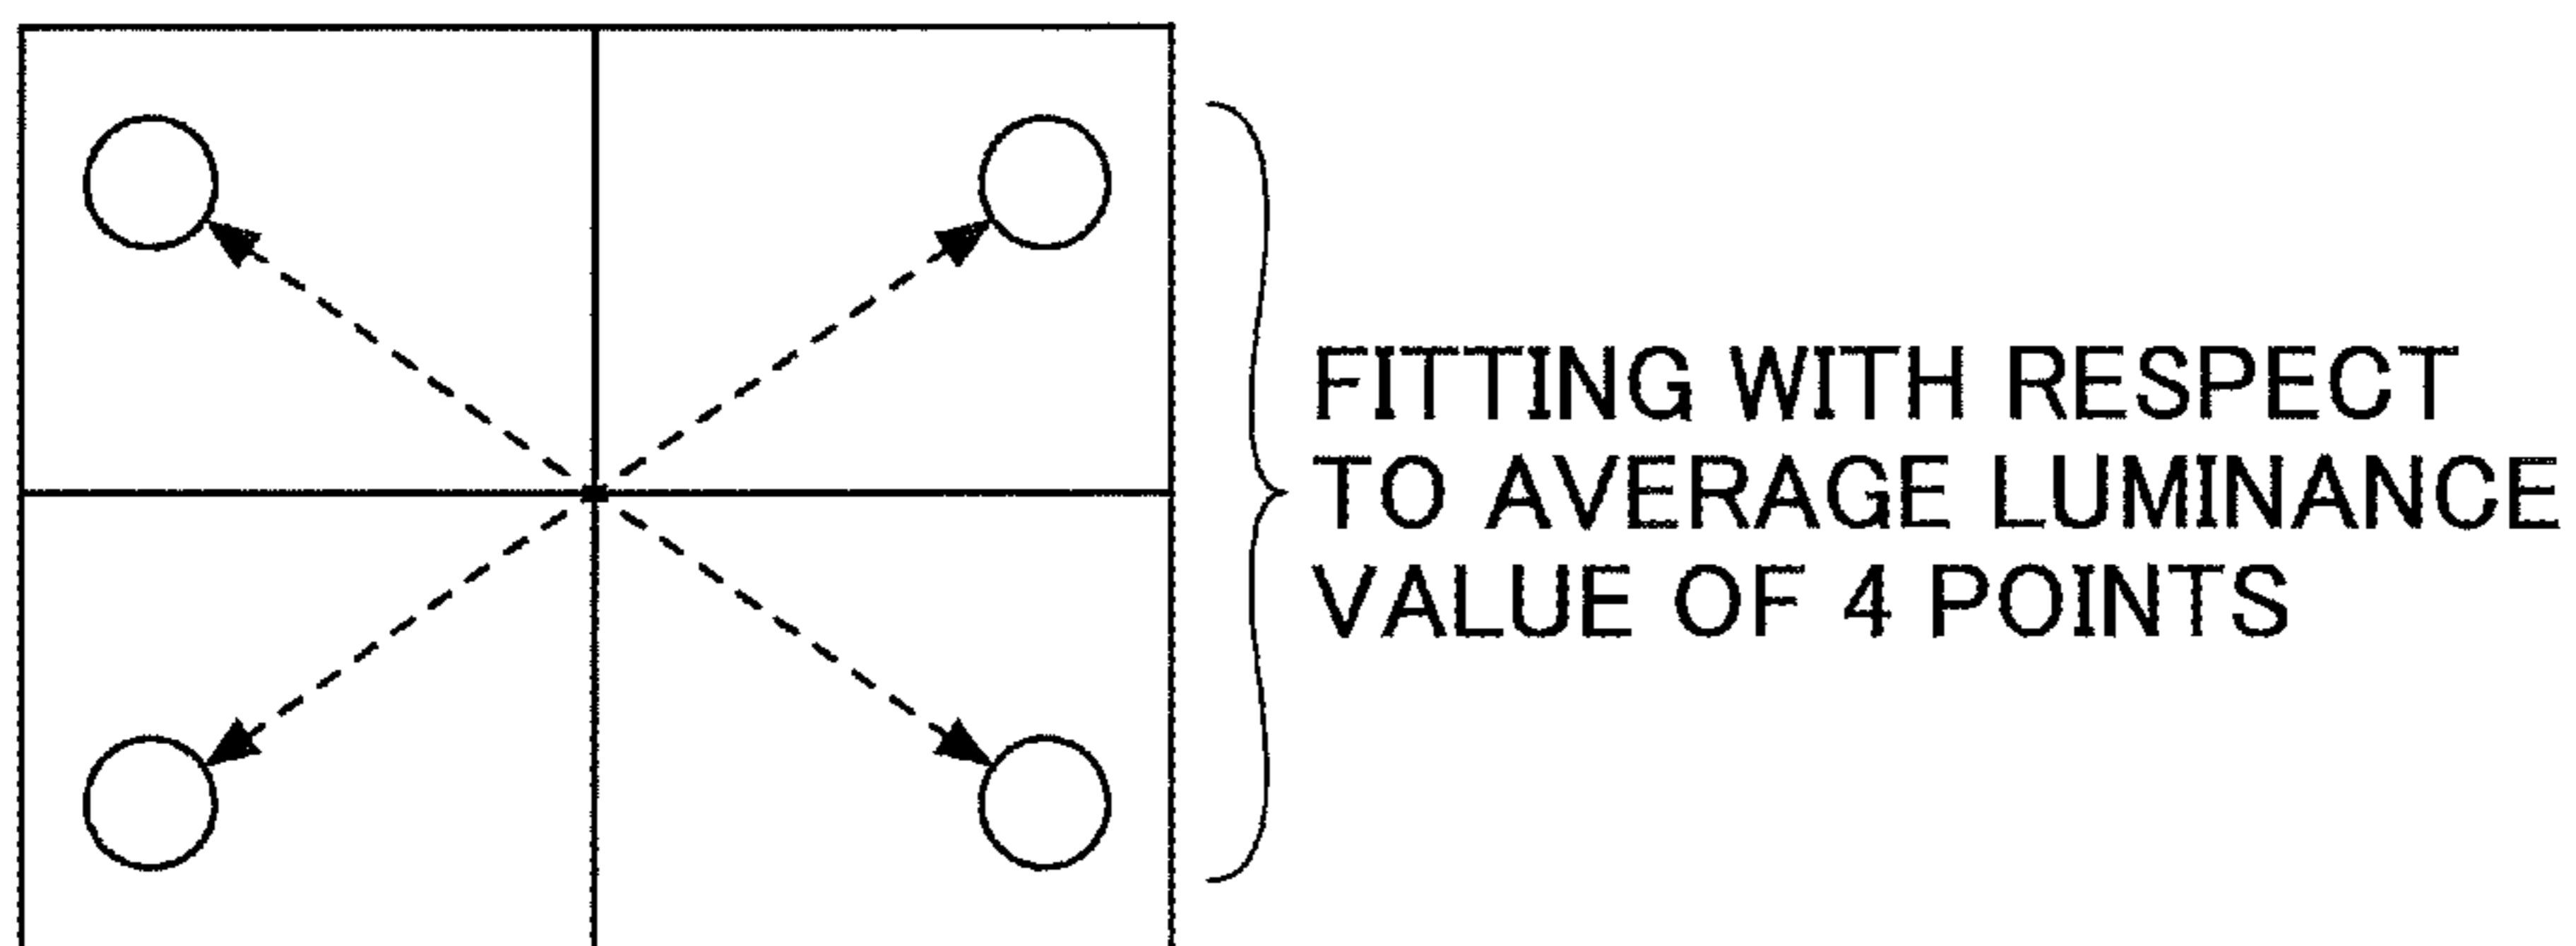 FITTING WITH RESPECT
TO AVERAGE LUMINANCE
VALUE OF 4 POINTS